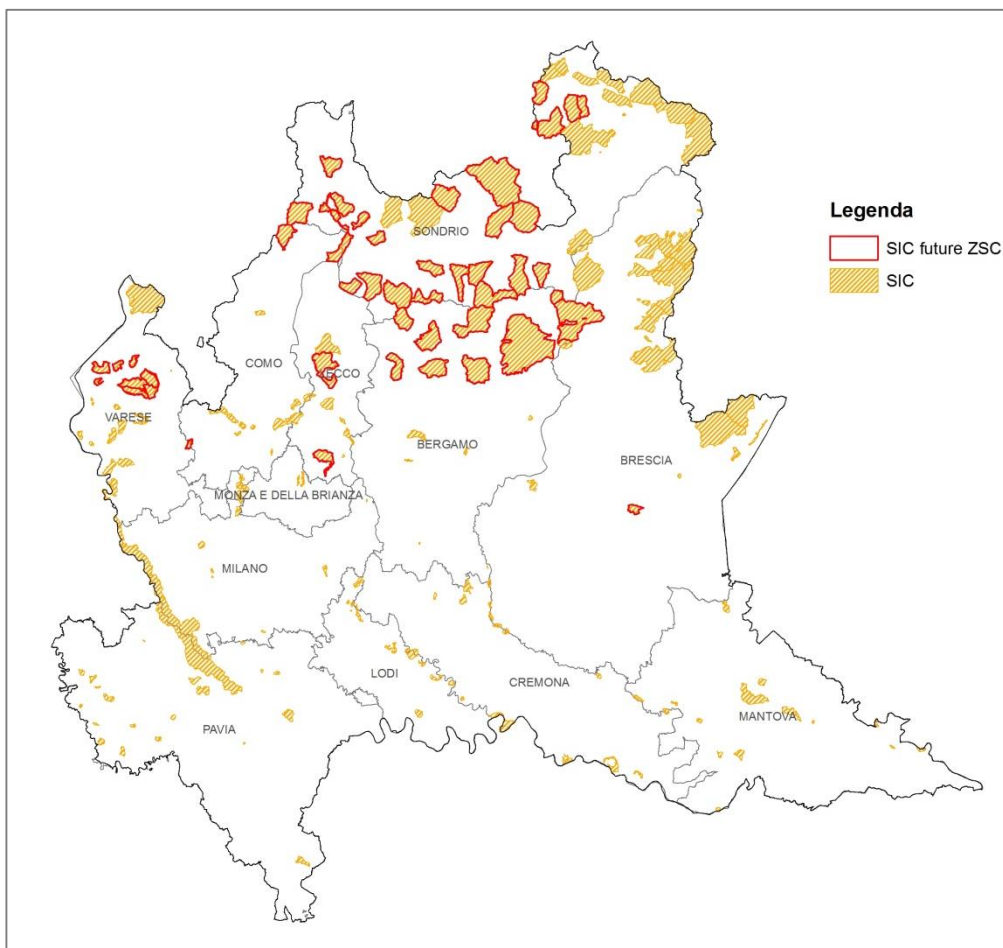 Legenda
SIC future ZSC
SIC
SONDRIO
COMO
LECCO
VARESE
BERGAMO
BRESCIA
MONZA E DELLA BRIANZA
MILANO
LODI
CREMONA
MANTOVA
PAVIA